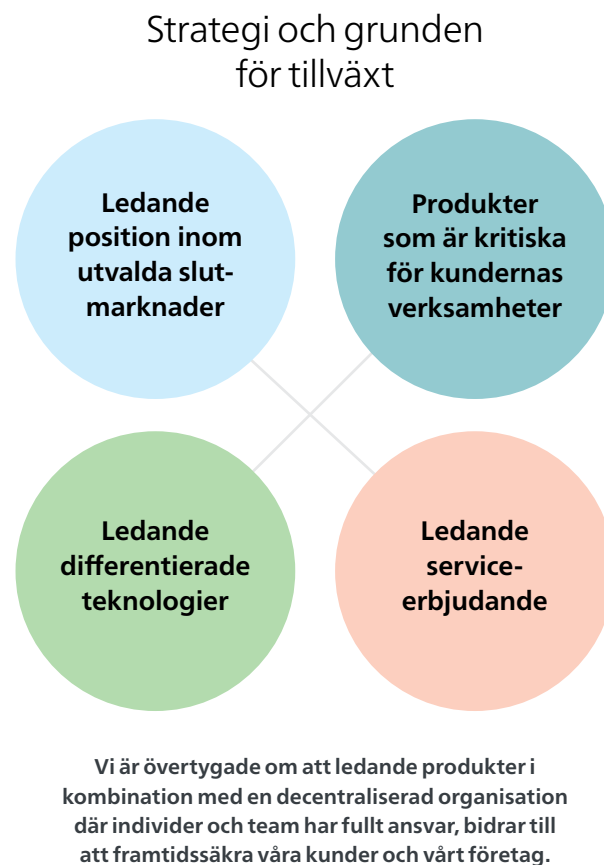 Strategi och grunden
för tillväxt
Ledande
position inom
utvalda slut-
marknader
Produkter
som är kritiska
för kundernas
verksamheter
Ledande
differentierade
teknologier
Ledande
service-
erbjudande
Vi är övertygade om att ledande produkter i
kombination med en decentraliserad organisation
där individer och team har fullt ansvar, bidrar till
att framtidssäkra våra kunder och vårt företag.